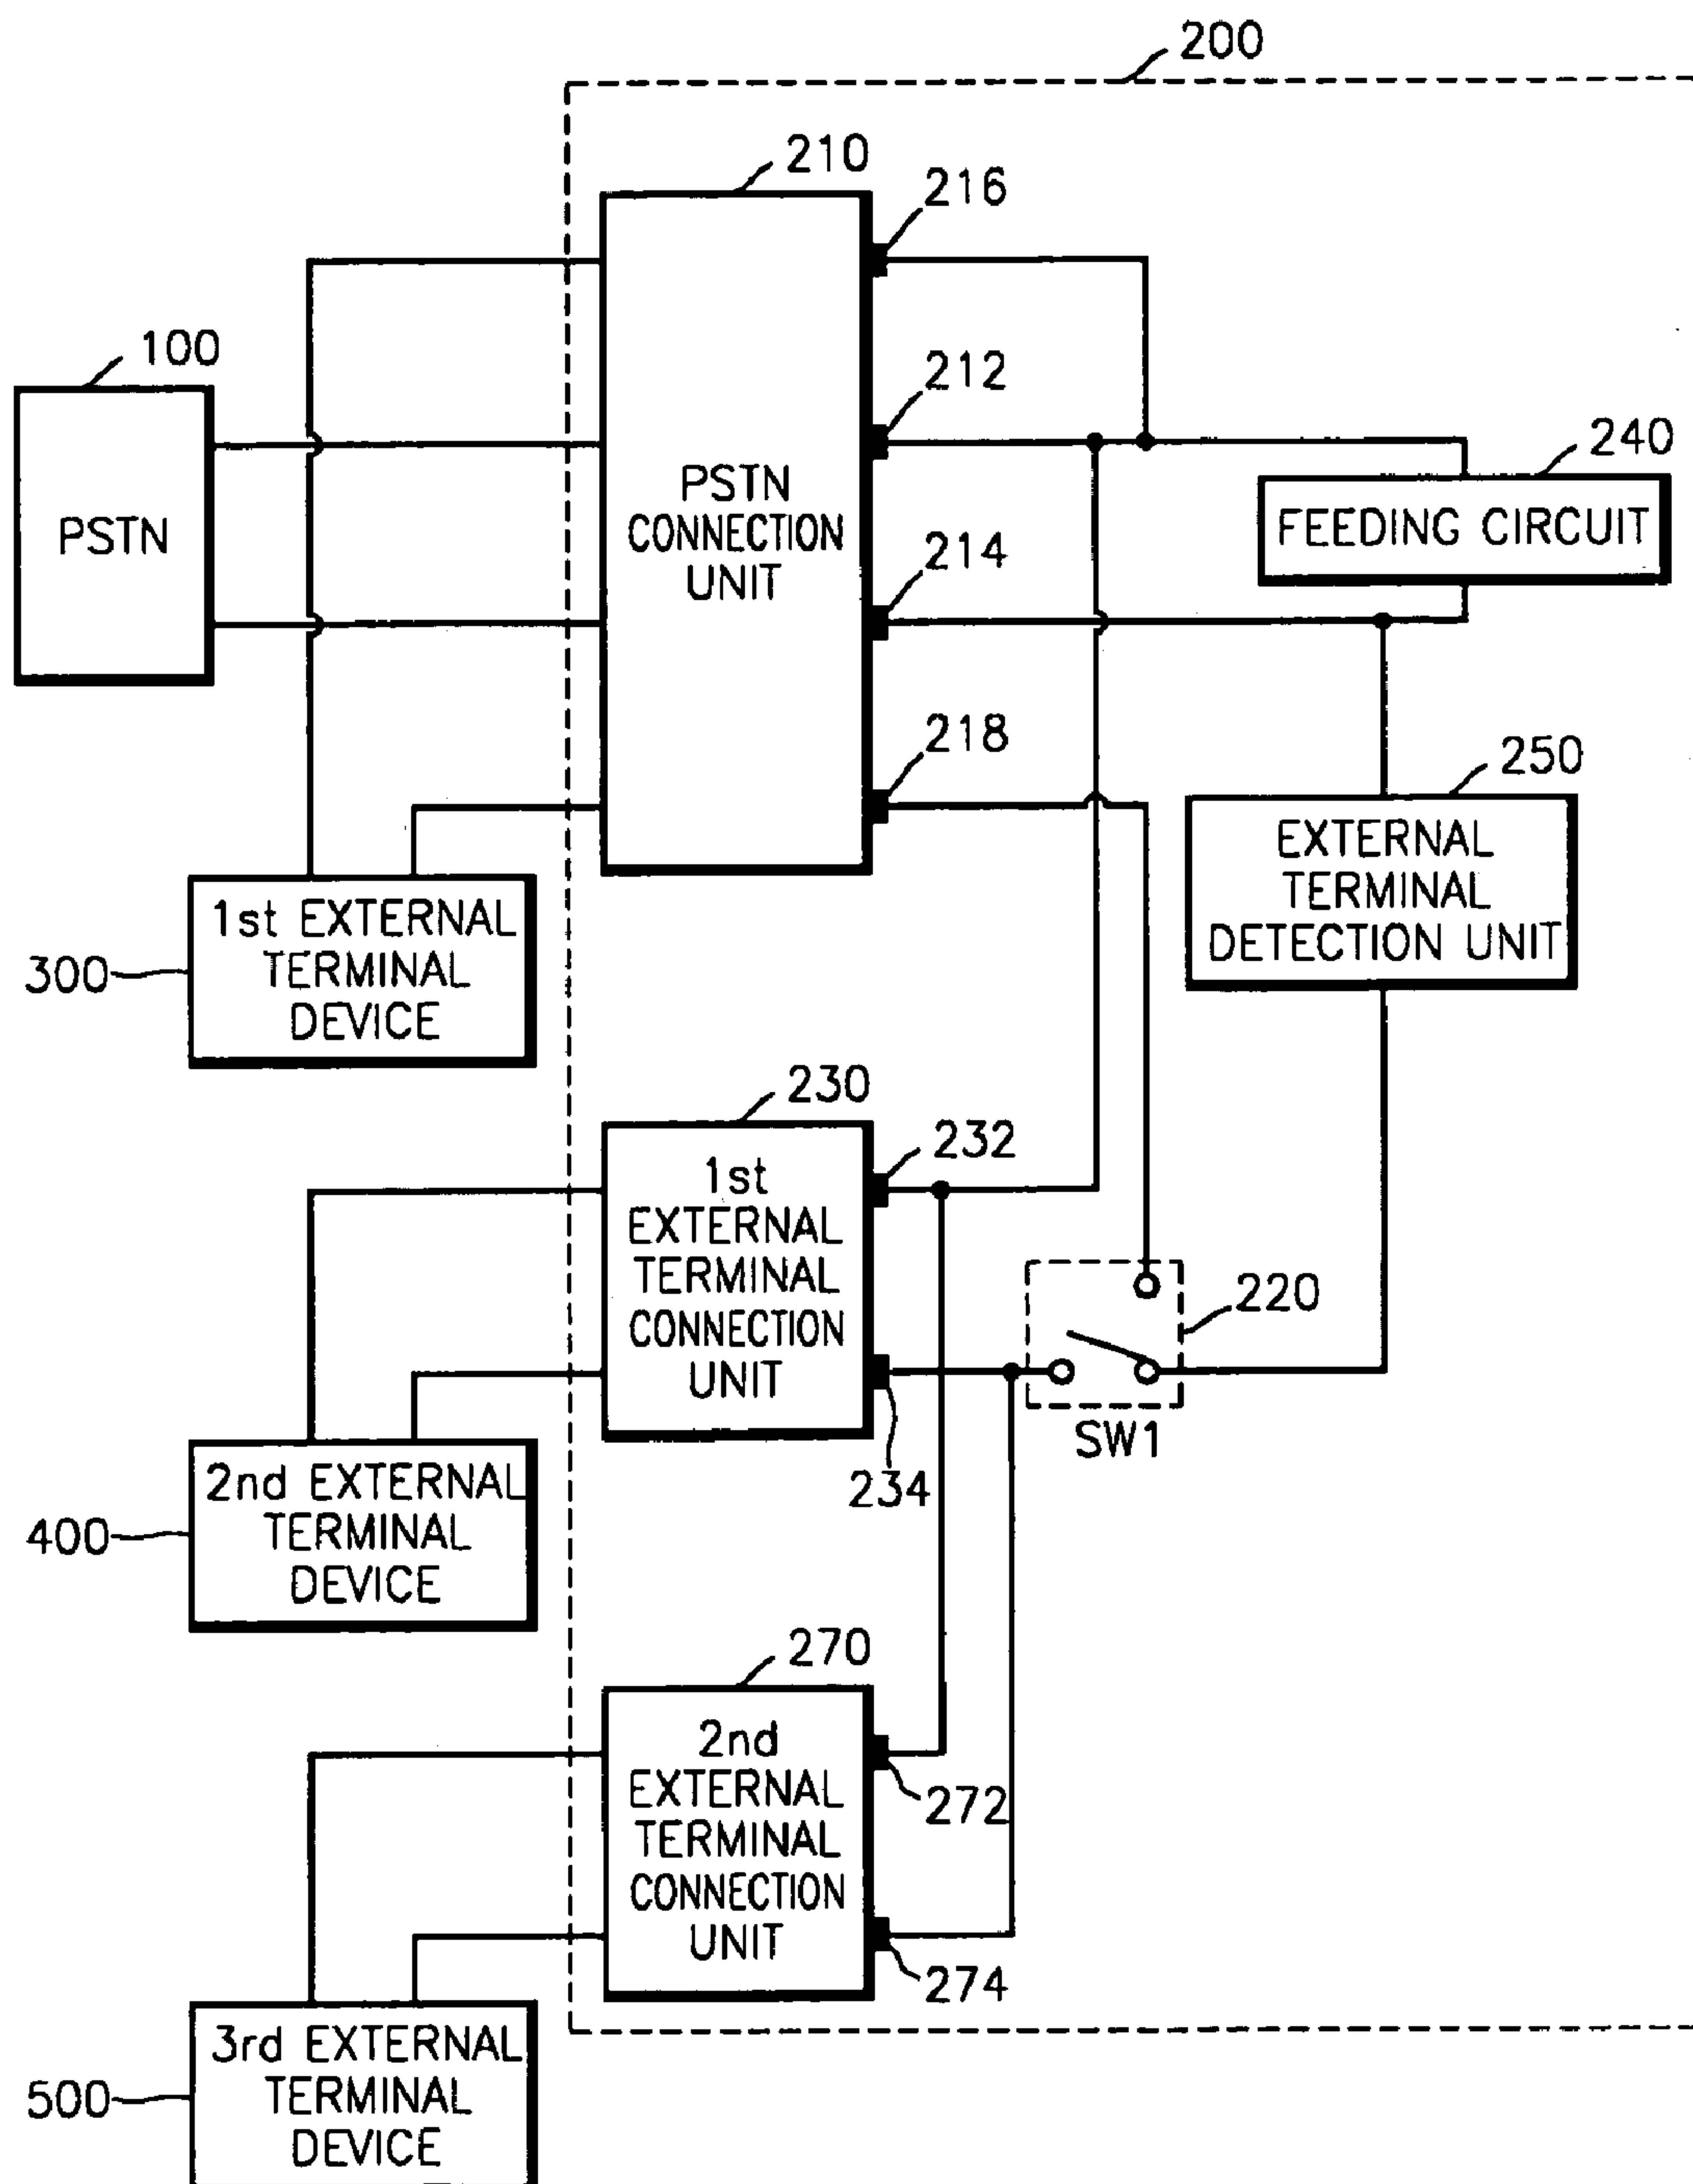 200
210
216
100
212
240
PSTN
PSTN
CONNECTION
UNIT
FEEDING CIRCUIT
214
218
250
EXTERNAL
TERMINAL
DETECTION UNIT
1st EXTERNAL
TERMINAL
DEVICE
300
230
232
1st
EXTERNAL
TERMINAL
CONNECTION
UNIT
220
SW1
234
2nd EXTERNAL
TERMINAL
DEVICE
400
270
2nd
EXTERNAL
TERMINAL
CONNECTION
UNIT
272
274
3rd EXTERNAL
TERMINAL
DEVICE
500